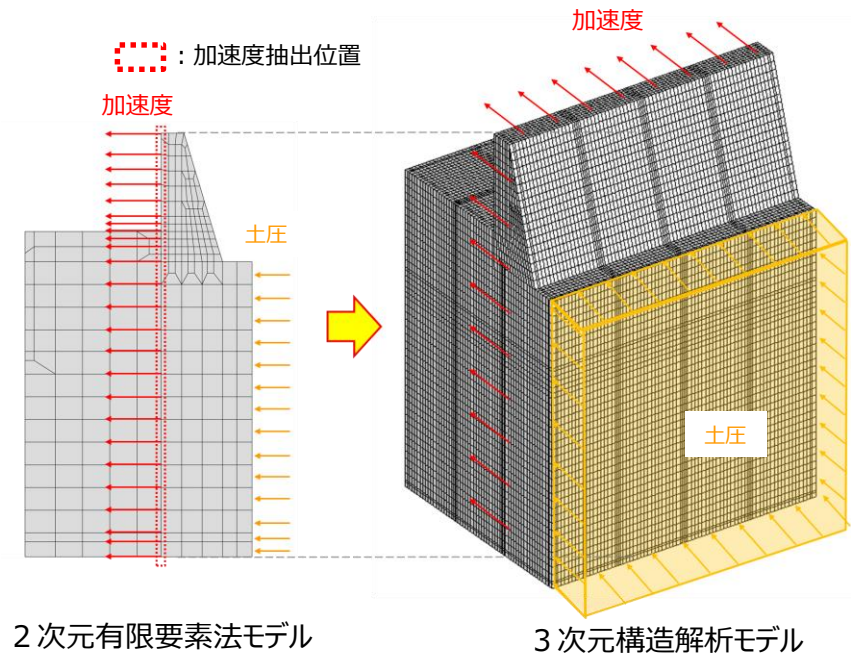 ：加速度抽出位置
加速度
加速度
土圧
土圧
２次元有限要素法モデル
３次元構造解析モデル